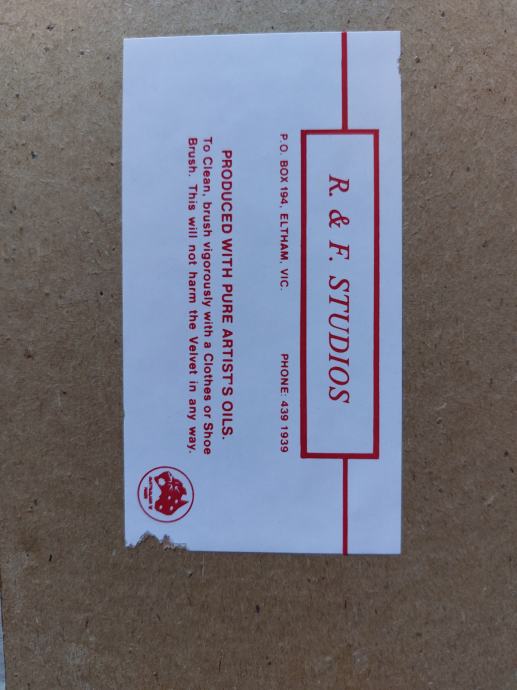 R. & F. STUDIOS
P.O. BOX 194, ELTHAM, VIC. PHONE: 439 1939
PRODUCED WITH PURE ARTIST'S OILS.
To Clean, brush vigorously with a Clothes or Shoe
Brush. This will not harm the Velvet in any way.